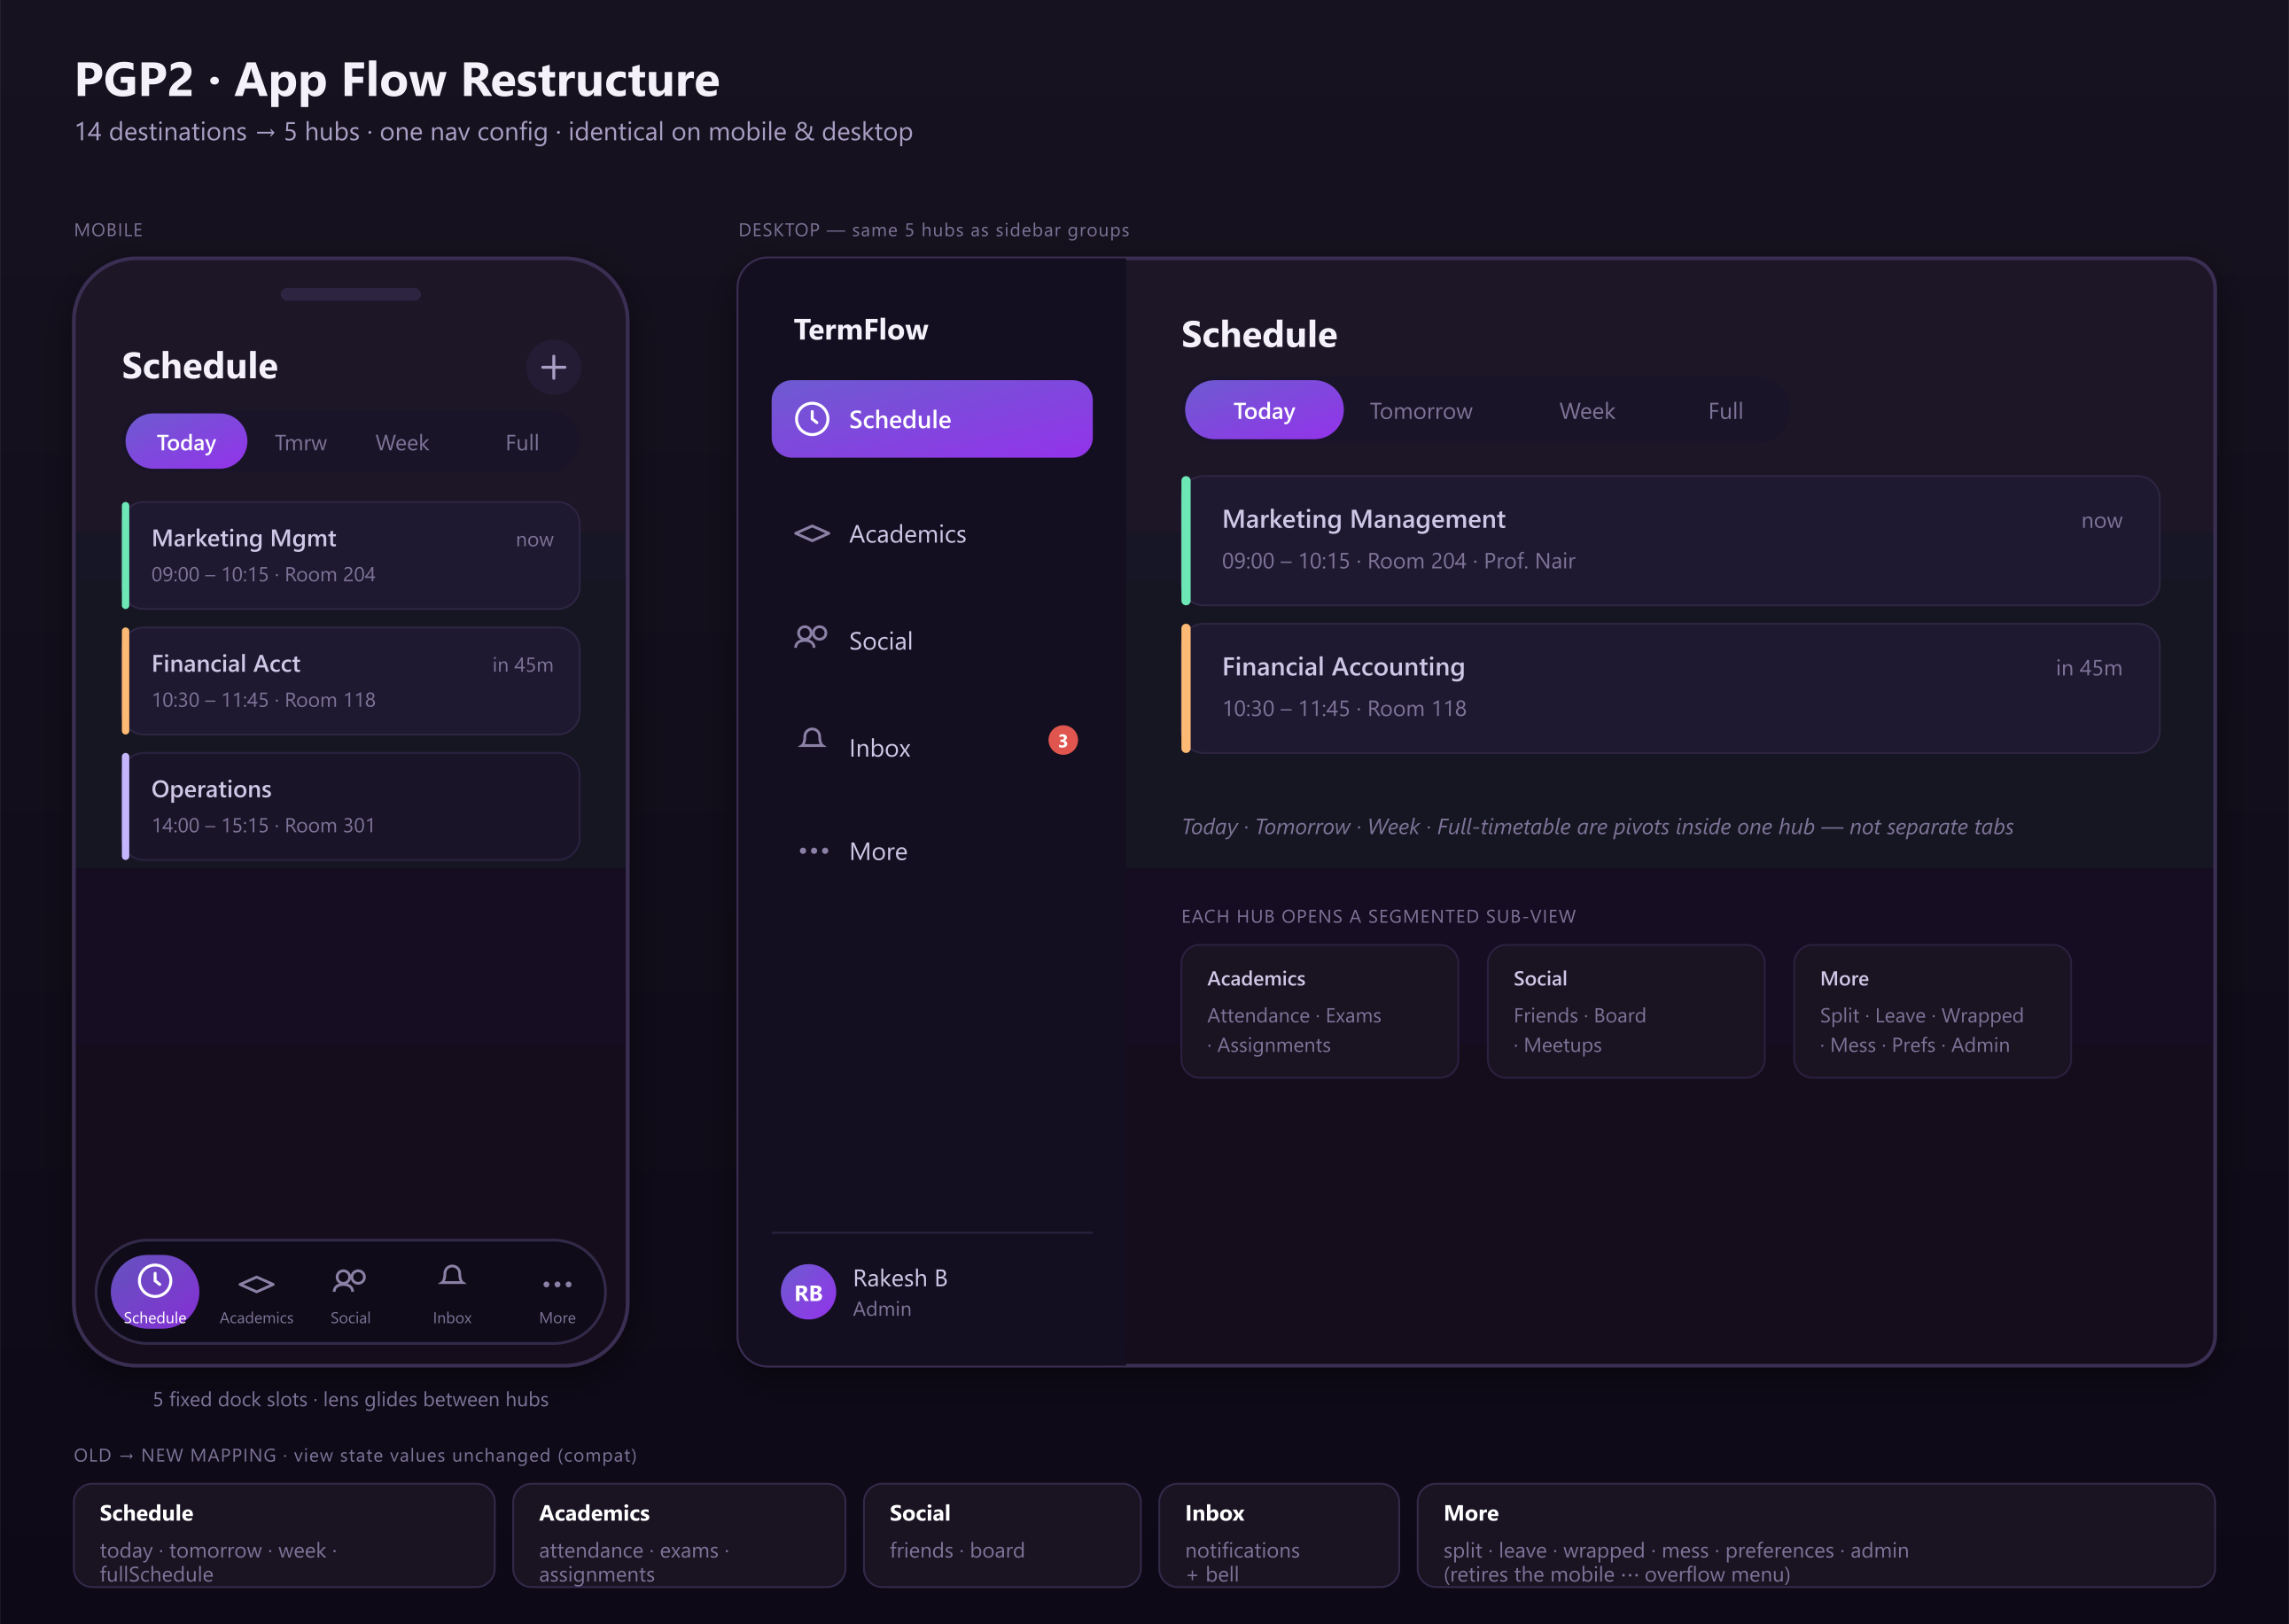 PGP2 · App Flow Restructure
14 destinations → 5 hubs · one nav config · identical on mobile & desktop
MOBILE
Schedule
Today Tmrw Week Full
Marketing Mgmt now
09:00 – 10:15 · Room 204
Financial Acct in 45m
10:30 – 11:45 · Room 118
Operations
14:00 – 15:15 · Room 301
Schedule Academics Social Inbox More
5 fixed dock slots · lens glides between hubs
DESKTOP — same 5 hubs as sidebar groups
TermFlow
Schedule
Academics
Social
Inbox 3
More
RB
Rakesh B
Admin
Schedule
Today Tomorrow Week Full
Marketing Management now
09:00 – 10:15 · Room 204 · Prof. Nair
Financial Accounting in 45m
10:30 – 11:45 · Room 118
Today · Tomorrow · Week · Full-timetable are pivots inside one hub — not separate tabs
EACH HUB OPENS A SEGMENTED SUB-VIEW
Academics
Attendance · Exams
· Assignments
Social
Friends · Board
· Meetups
More
Split · Leave · Wrapped
· Mess · Prefs · Admin
OLD → NEW MAPPING · view state values unchanged (compat)
Schedule
today · tomorrow · week ·
fullSchedule
Academics
attendance · exams ·
assignments
Social
friends · board
Inbox
notifications
+ bell
More
split · leave · wrapped · mess · preferences · admin
(retires the mobile ⋯ overflow menu)